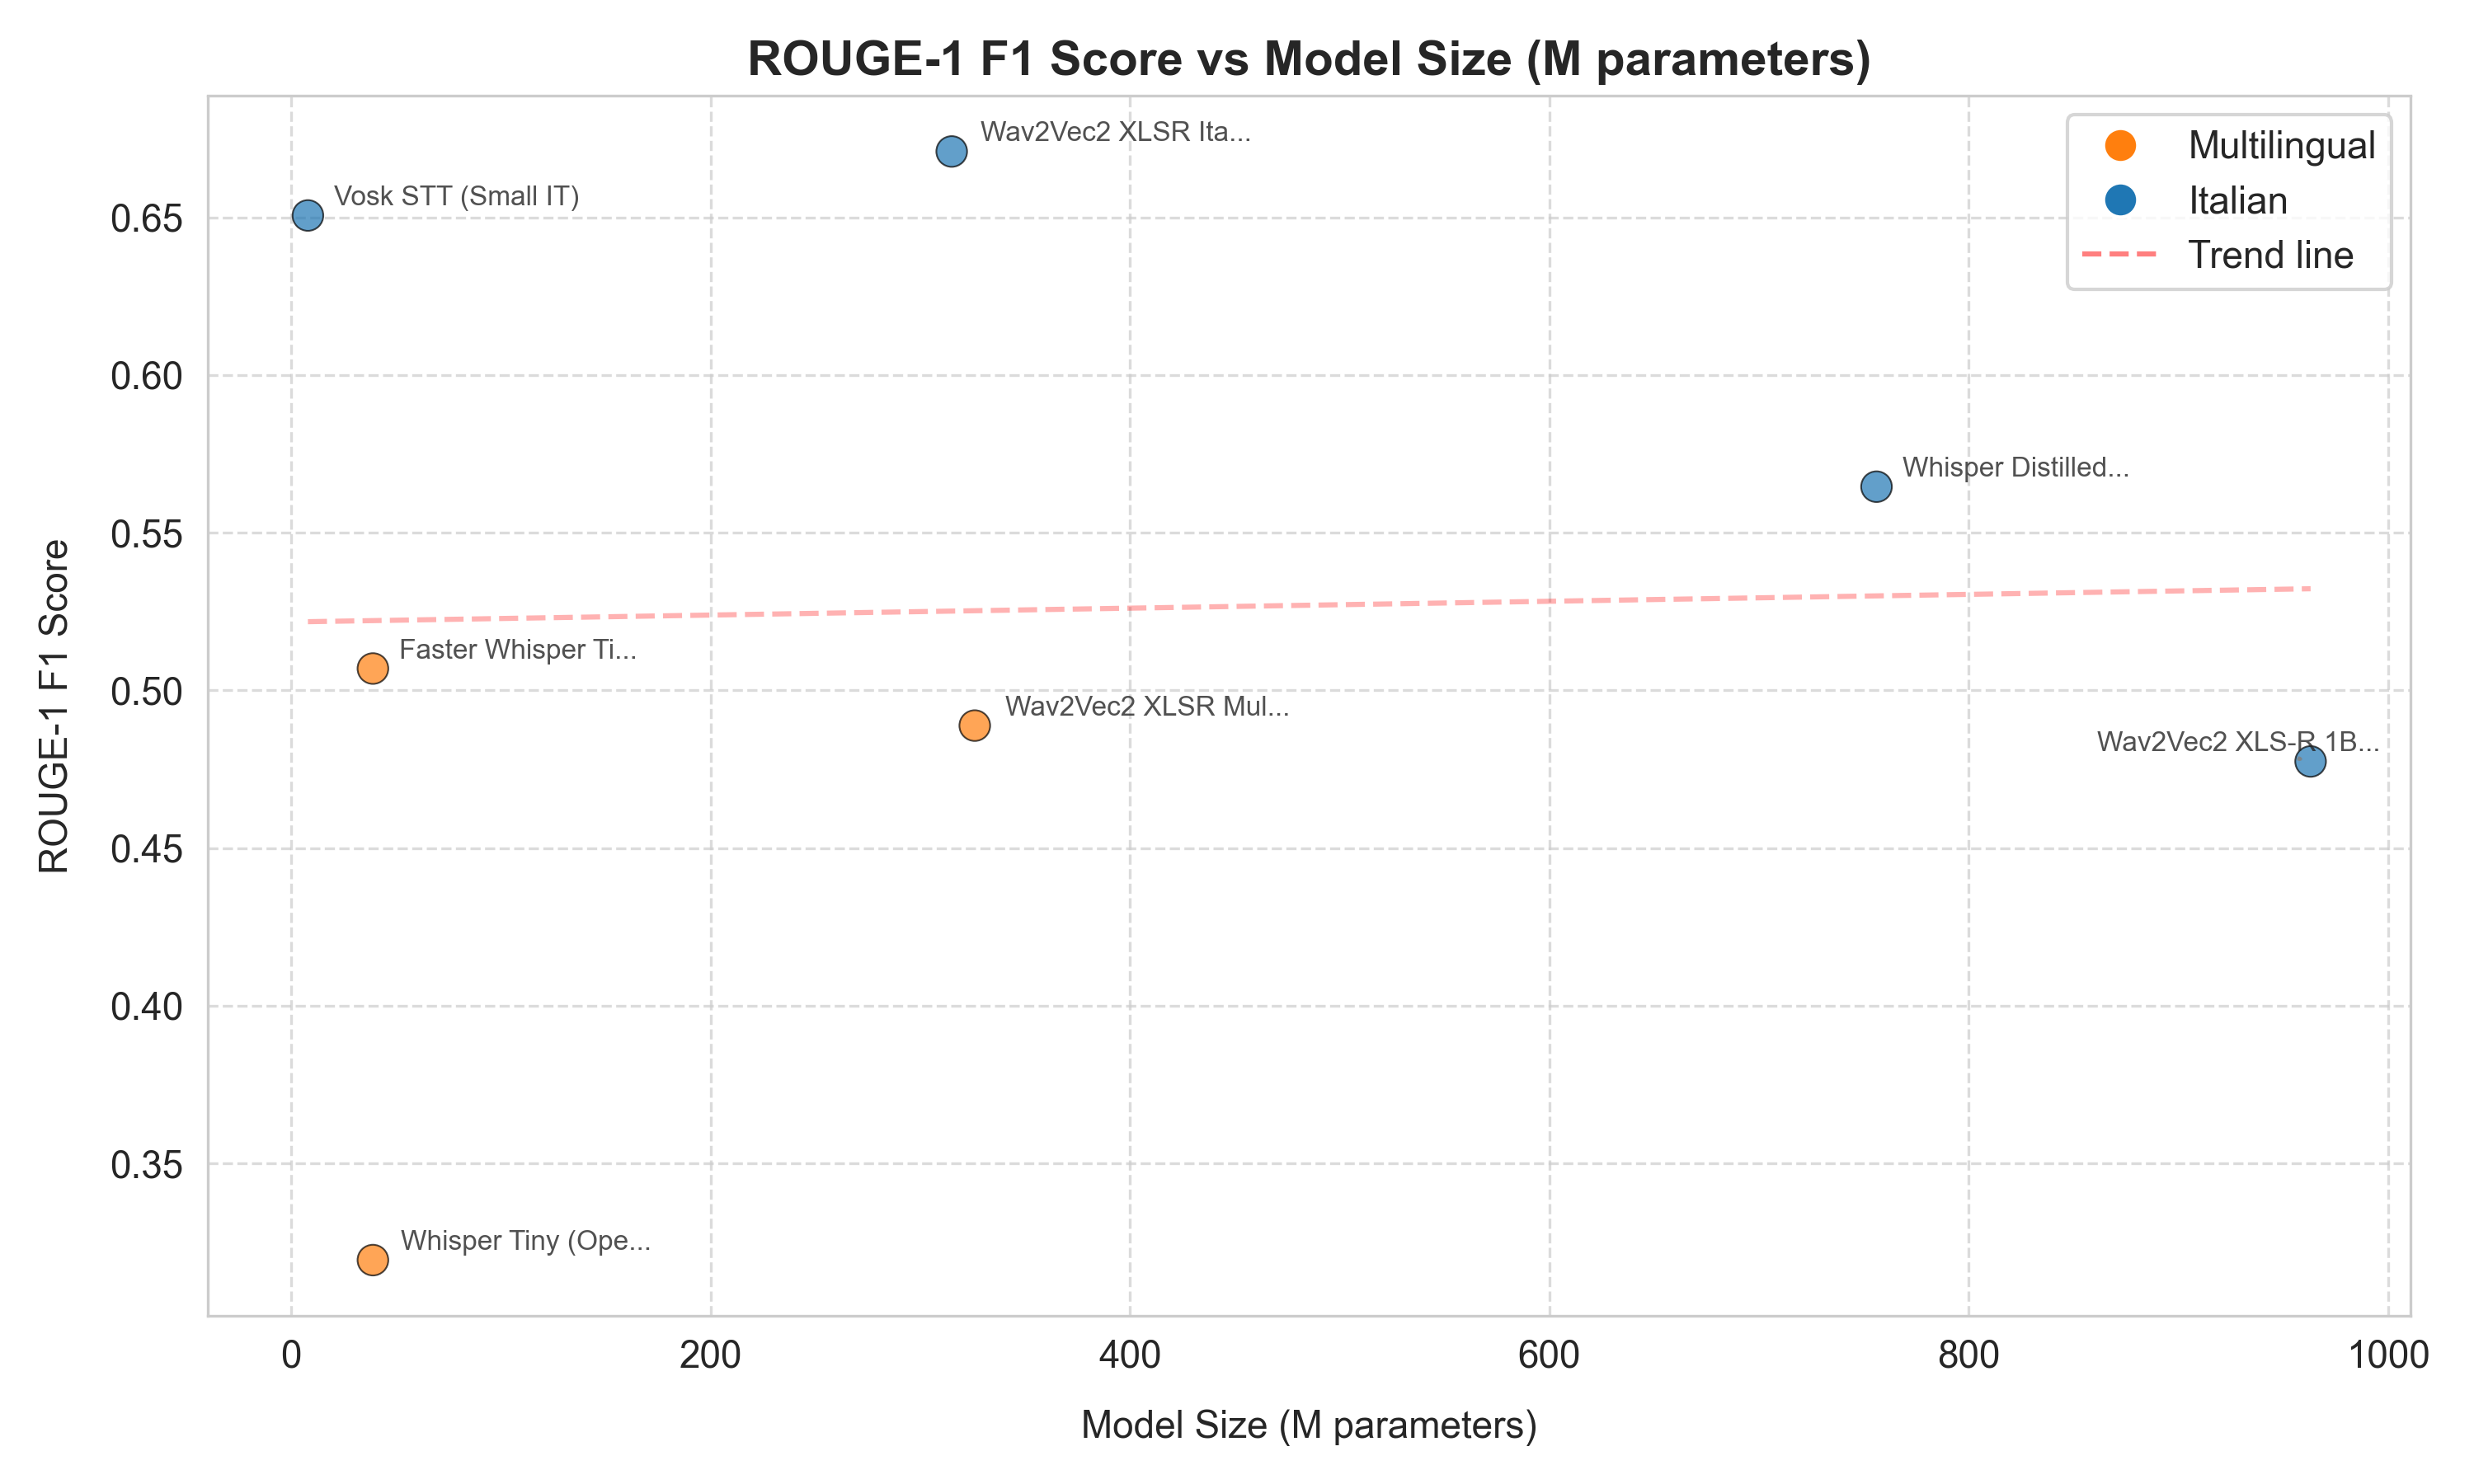 ROUGE-1 F1 Score vs Model Size (M parameters)
Multilingual
Italian
Trend line
Wav2Vec2 XLSR Ita...
Vosk STT (Small IT)
Whisper Distilled...
Faster Whisper Ti...
Wav2Vec2 XLSR Mul...
Wav2Vec2 XLS-R 1B...
Whisper Tiny (Ope...
ROUGE-1 F1 Score
0.65
0.60
0.55
0.50
0.45
0.40
0.35
0
200
400
600
800
1000
Model Size (M parameters)